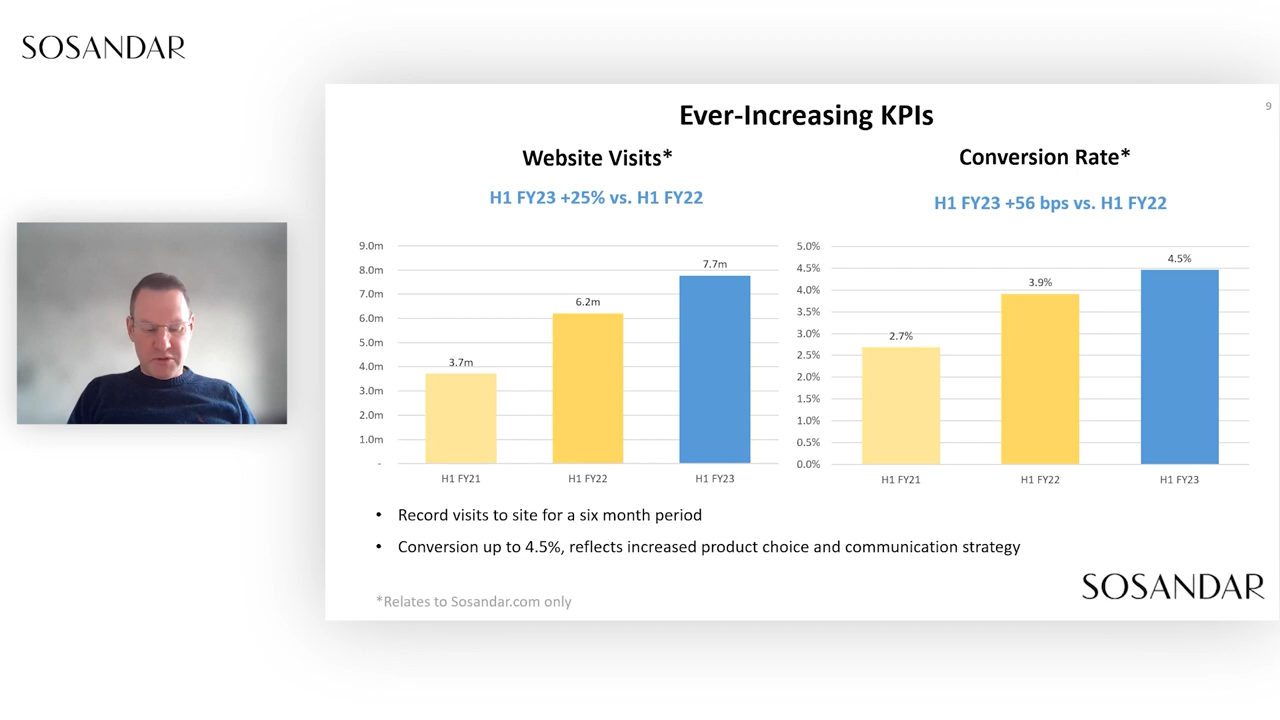 SOSANDAR
9
Ever-Increasing KPIs
Website Visits*
H1 FY23 +25% vs. H1 FY22
9.0m
8.0m
7.0m
6.0m
5.0m
4.0m
3.0m
2.0m
1.0m
-
3.7m
6.2m
7.7m
H1 FY21
H1 FY22
H1 FY23
Conversion Rate*
H1 FY23 +56 bps vs. H1 FY22
5.0%
4.5%
4.0%
3.5%
3.0%
2.5%
2.0%
1.5%
1.0%
0.5%
0.0%
2.7%
3.9%
4.5%
H1 FY21
H1 FY22
H1 FY23
• Record visits to site for a six month period
• Conversion up to 4.5%, reflects increased product choice and communication strategy
*Relates to Sosandar.com only
SOSANDAR